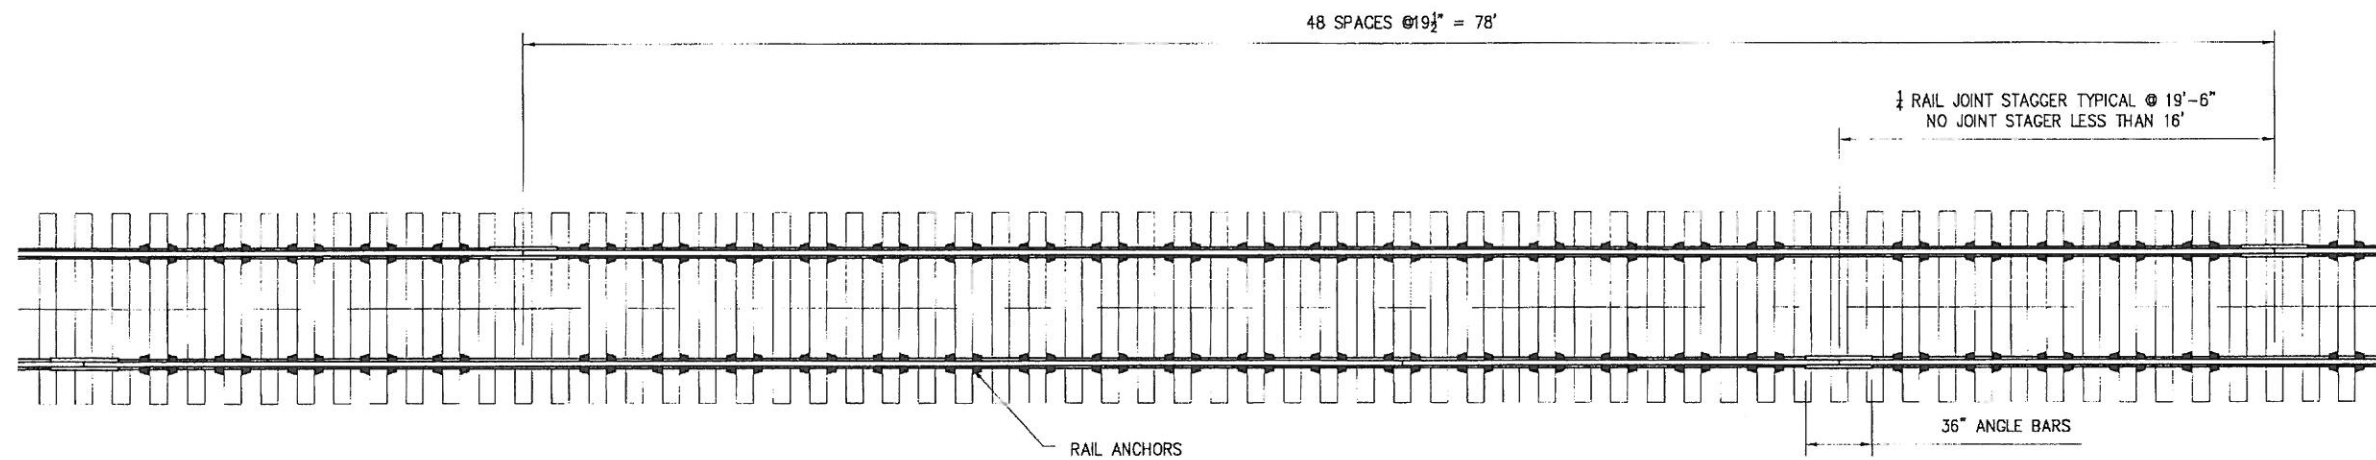 48 SPACES @19½" = 78'
¼ RAIL JOINT STAGGER TYPICAL @ 19'-6"
NO JOINT STAGER LESS THAN 16'
36" ANGLE BARS
RAIL ANCHORS